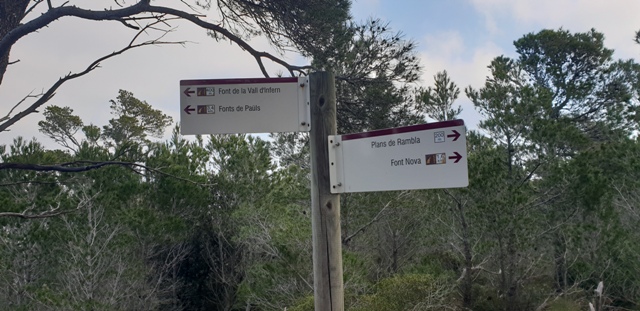 Font de la Vall d'Infern
Fonts de Paüls
Plans de Rambla
Font Nova